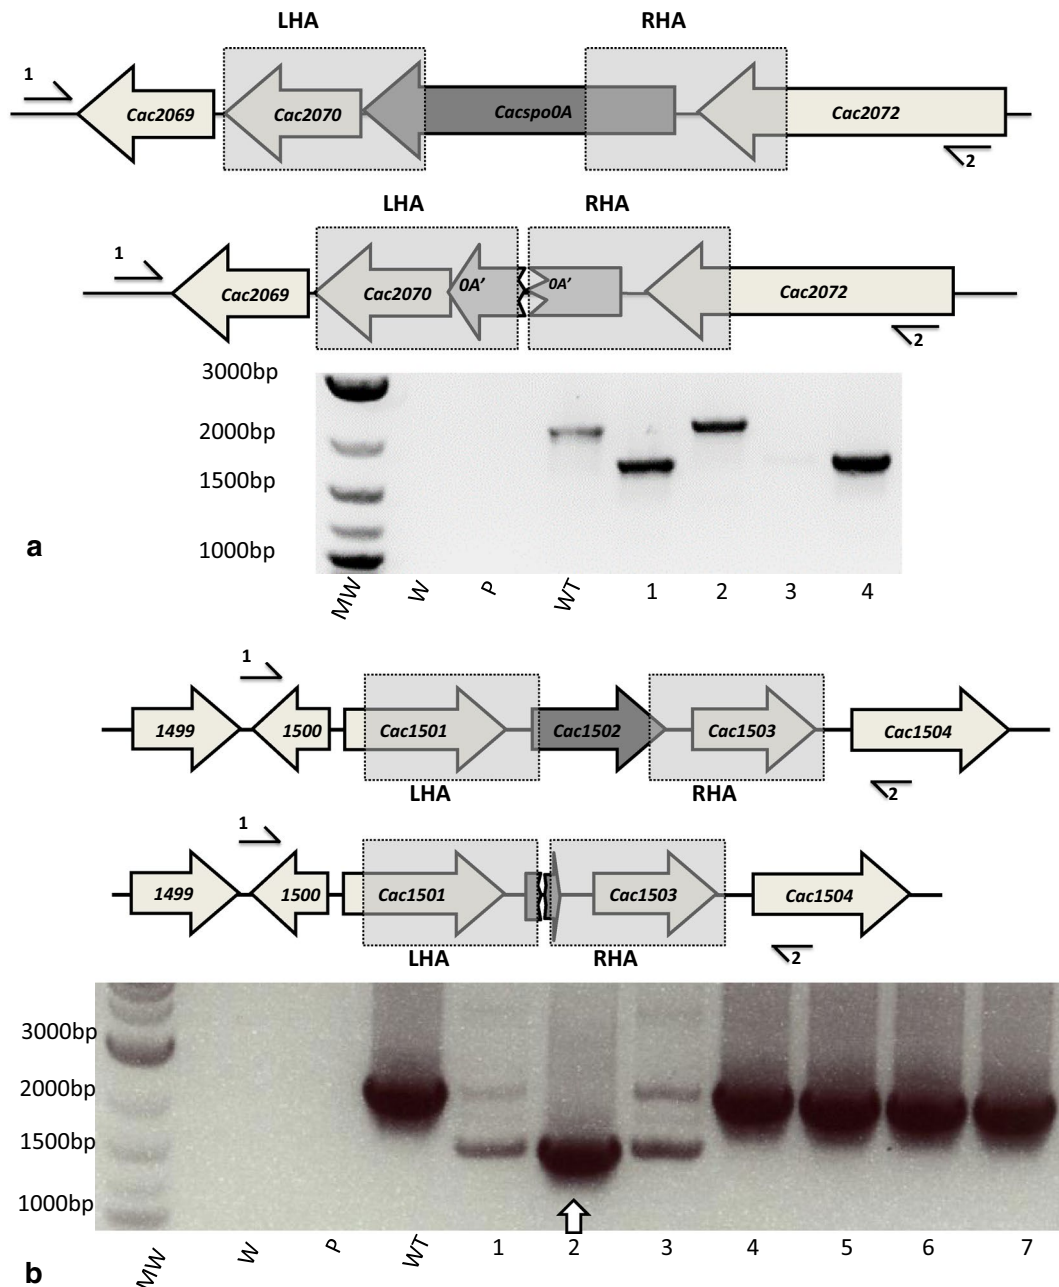 LHA RHA
1
Cac2069 Cac2070 Cacspo0A Cac2072
2
LHA RHA
1
Cac2069 Cac2070 0A’ 0A’ Cac2072
2
3000bp
2000bp
1500bp
1000bp
a
MW W P WT 1 2 3 4
1
1499 1500 Cac1501 Cac1502 Cac1503 Cac1504
LHA RHA 2
1
1499 1500 Cac1501 Cac1503 Cac1504
LHA RHA 2
3000bp
2000bp
1500bp
1000bp
MW W P WT 1 2 3 4 5 6 7
b